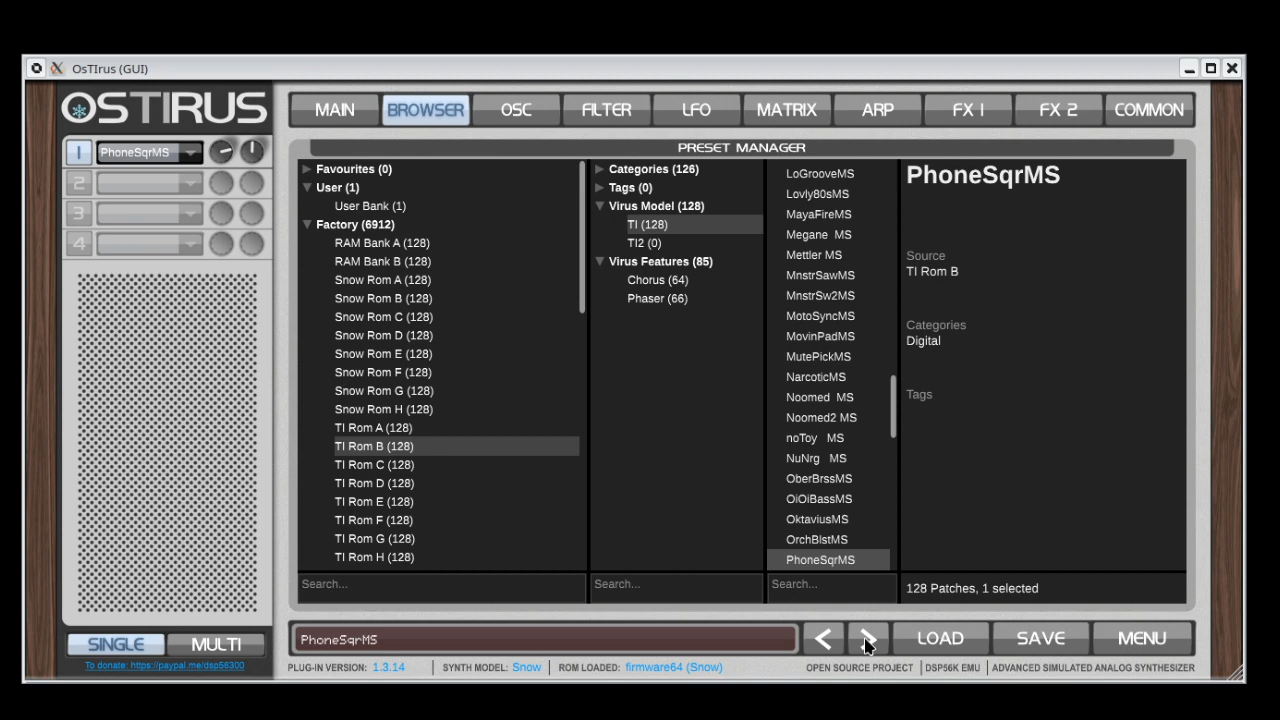 OsTIrus (GUI)
OSTIRUS
MAIN
BROWSER
OSC
FILTER
LFO
MATRIX
ARP
FX 1
FX 2
COMMON
1
PhoneSqrMS
2
3
4
PRESET MANAGER
Favourites (0)
User (1)
User Bank (1)
Factory (6912)
RAM Bank A (128)
RAM Bank B (128)
Snow Rom A (128)
Snow Rom B (128)
Snow Rom C (128)
Snow Rom D (128)
Snow Rom E (128)
Snow Rom F (128)
Snow Rom G (128)
Snow Rom H (128)
TI Rom A (128)
TI Rom B (128)
TI Rom C (128)
TI Rom D (128)
TI Rom E (128)
TI Rom F (128)
TI Rom G (128)
TI Rom H (128)
Search...
Categories (126)
Tags (0)
Virus Model (128)
TI (128)
TI2 (0)
Virus Features (85)
Chorus (64)
Phaser (66)
Search...
LoGrooveMS
Lovly80sMS
MayaFireMS
Megane  MS
Mettler MS
MnstrSawMS
MnstrSw2MS
MotoSyncMS
MovinPadMS
MutePickMS
NarcoticMS
Noomed  MS
Noomed2 MS
noToy   MS
NuNrg   MS
OberBrssMS
OiOiBassMS
OktaviusMS
OrchBlstMS
PhoneSqrMS
Search...
PhoneSqrMS
Source
TI Rom B
Categories
Digital
Tags
128 Patches, 1 selected
SINGLE
MULTI
To donate: https://paypal.me/dsp56300
PhoneSqrMS
LOAD
SAVE
MENU
PLUG-IN VERSION: 1.3.14
SYNTH MODEL: Snow
ROM LOADED: firmware64 (Snow)
OPEN SOURCE PROJECT
DSP56K EMU
ADVANCED SIMULATED ANALOG SYNTHESIZER